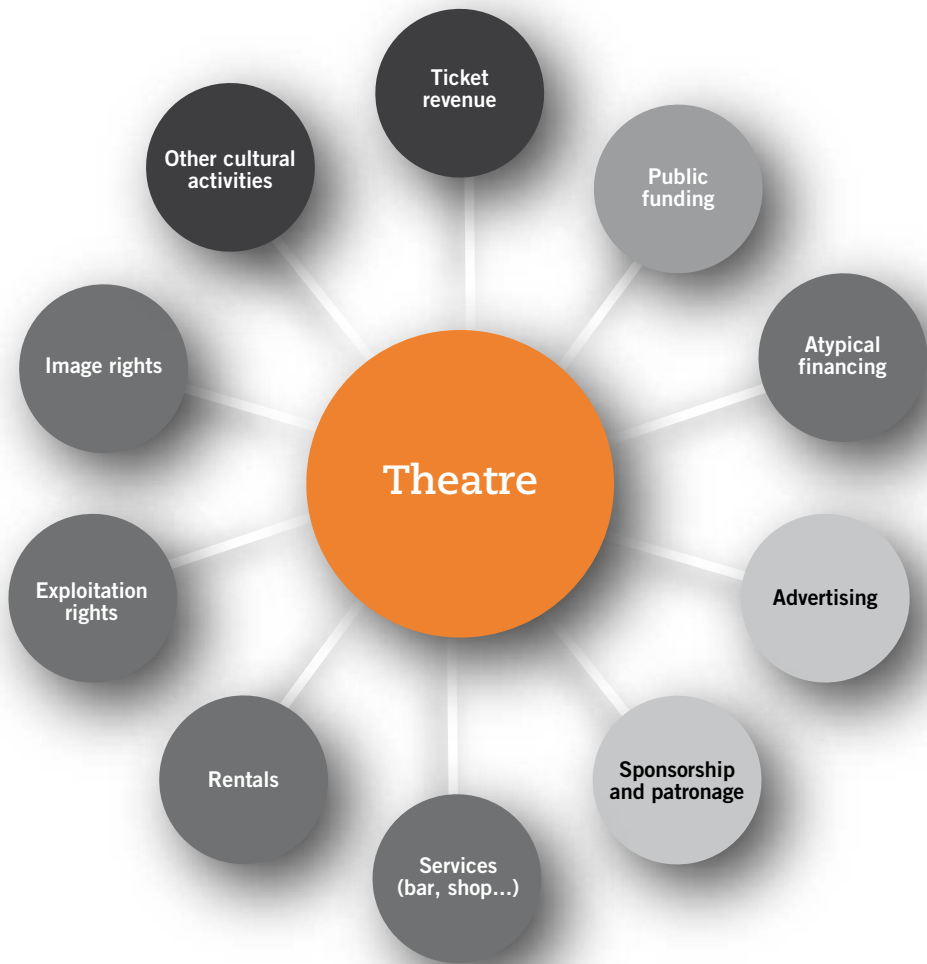 Ticket
revenue
Other cultural
activities
Public
funding
Atypical
financing
Image rights
Theatre
Exploitation
rights
Advertising
Rentals
Sponsorship
and patronage
Services
(bar, shop...)